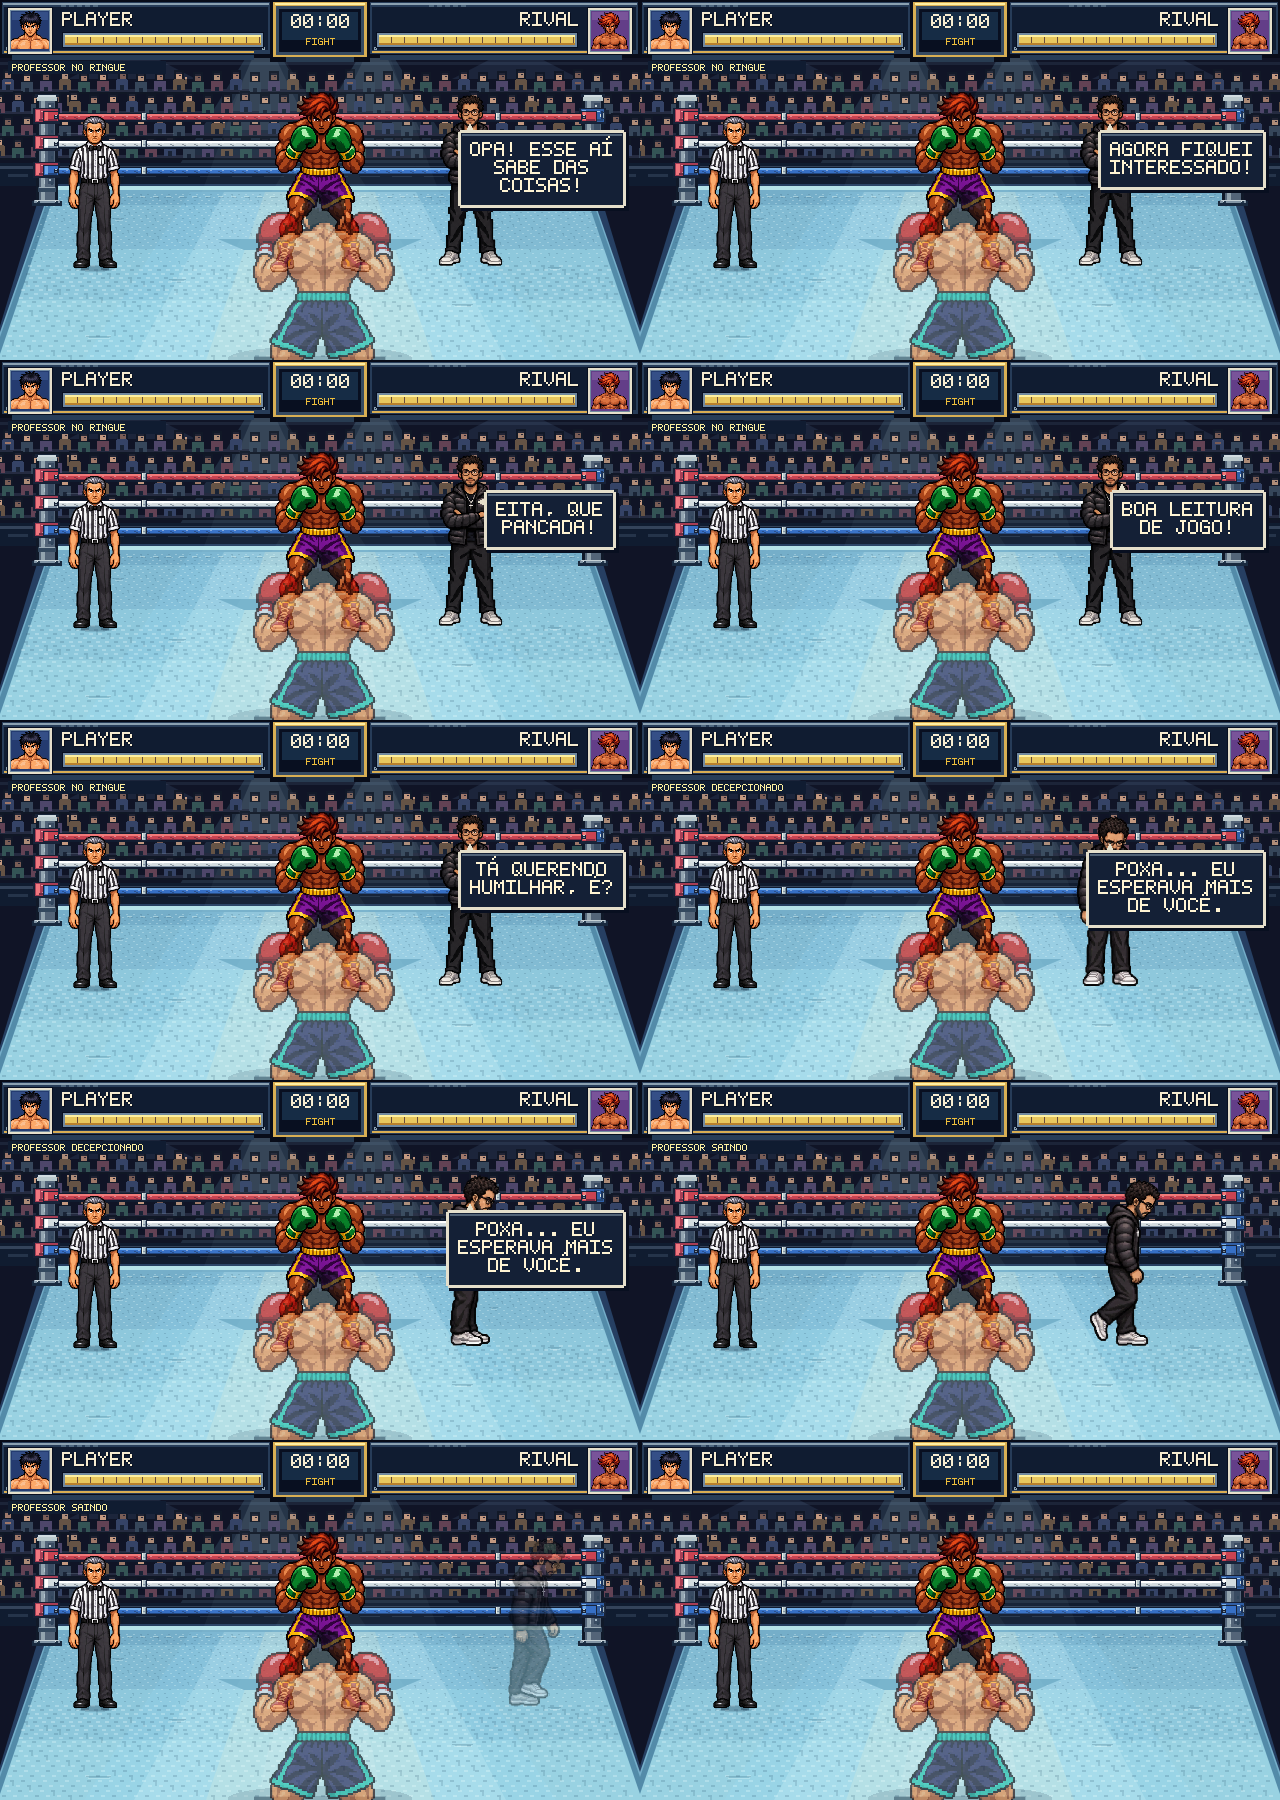 PLAYER
00:00
FIGHT
RIVAL
PROFESSOR NO RINGUE
OPA! ESSE AÍ
SABE DAS
COISAS!
PLAYER
00:00
FIGHT
RIVAL
PROFESSOR NO RINGUE
AGORA FIQUEI
INTERESSADO!
PLAYER
00:00
FIGHT
RIVAL
PROFESSOR NO RINGUE
EITA, QUE
PANCADA!
PLAYER
00:00
FIGHT
RIVAL
PROFESSOR NO RINGUE
BOA LEITURA
DE JOGO!
PLAYER
00:00
FIGHT
RIVAL
PROFESSOR NO RINGUE
TÁ QUERENDO
HUMILHAR, É?
PLAYER
00:00
FIGHT
RIVAL
PROFESSOR DECEPCIONADO
POXA... EU
ESPERAVA MAIS
DE VOCÊ.
PLAYER
00:00
FIGHT
RIVAL
PROFESSOR DECEPCIONADO
POXA... EU
ESPERAVA MAIS
DE VOCÊ.
PLAYER
00:00
FIGHT
RIVAL
PROFESSOR SAINDO
PLAYER
00:00
FIGHT
RIVAL
PROFESSOR SAINDO
PLAYER
00:00
FIGHT
RIVAL